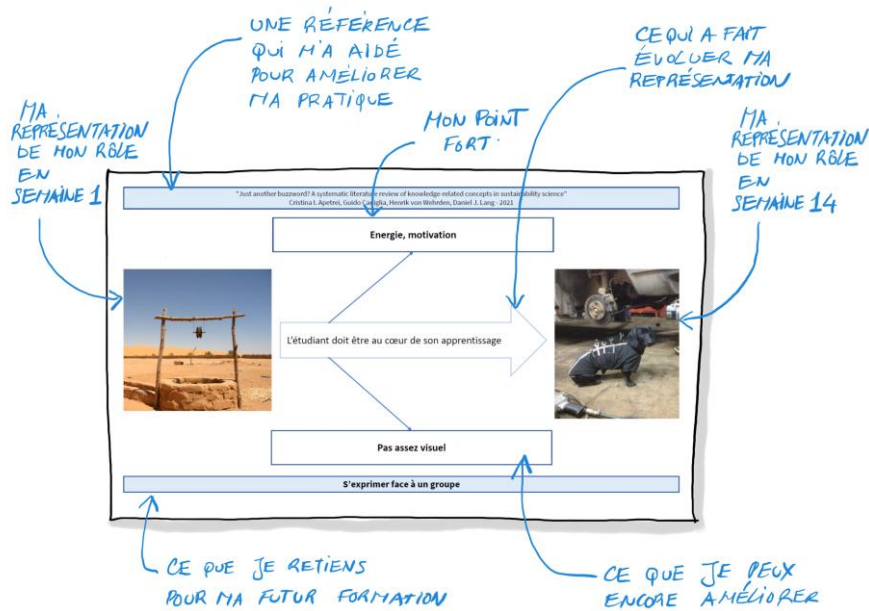 UNE RÉFÉRENCE
QUI M'A AIDÉ
POUR AMÉLIORER
MA PRATIQUE
CE QUI A FAIT
ÉVOLUER MA
REPRÉSENTATION
MON POINT
FORT.
MA
REPRÉSENTATION
DE MON RÔLE
EN
SEMAINE 1
MA
REPRÉSENTATION
DE MON RÔLE
EN
SEMAINE 14
"Just another buzzword? A systematic literature review of knowledge-related concepts in sustainability science"
Cristina I. Apetrei, Guido Caniglia, Henrik von Wehrden, Daniel J. Lang - 2021
Energie, motivation
L'étudiant doit être au cœur de son apprentissage
Pas assez visuel
S'exprimer face à un groupe
CE QUE JE RETIENS
POUR MA FUTUR FORMATION
CE QUE JE PEUX
ENCORE AMÉLIORER